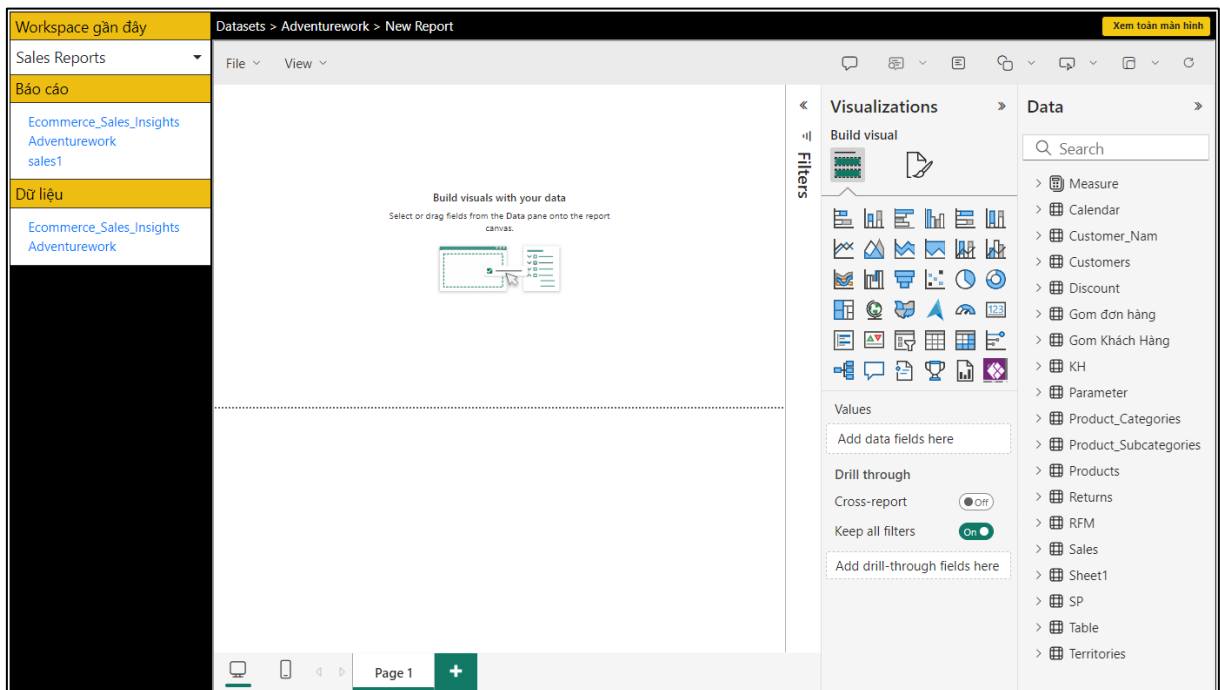 Workspace gần đây
Sales Reports
Báo cáo
Ecommerce_Sales_Insights
Adventurework
sales1
Dữ liệu
Ecommerce_Sales_Insights
Adventurework
Datasets > Adventurework > New Report
Xem toàn màn hình
File
View
Build visuals with your data
Select or drag fields from the Data pane onto the report
canvas.
Filters
Visualizations
Build visual
123
Values
Add data fields here
Drill through
Cross-report
Off
Keep all filters
On
Add drill-through fields here
Data
Search
Measure
Calendar
Customer_Nam
Customers
Discount
Gom đơn hàng
Gom Khách Hàng
KH
Parameter
Product_Categories
Product_Subcategories
Products
Returns
RFM
Sales
Sheet1
SP
Table
Territories
Page 1